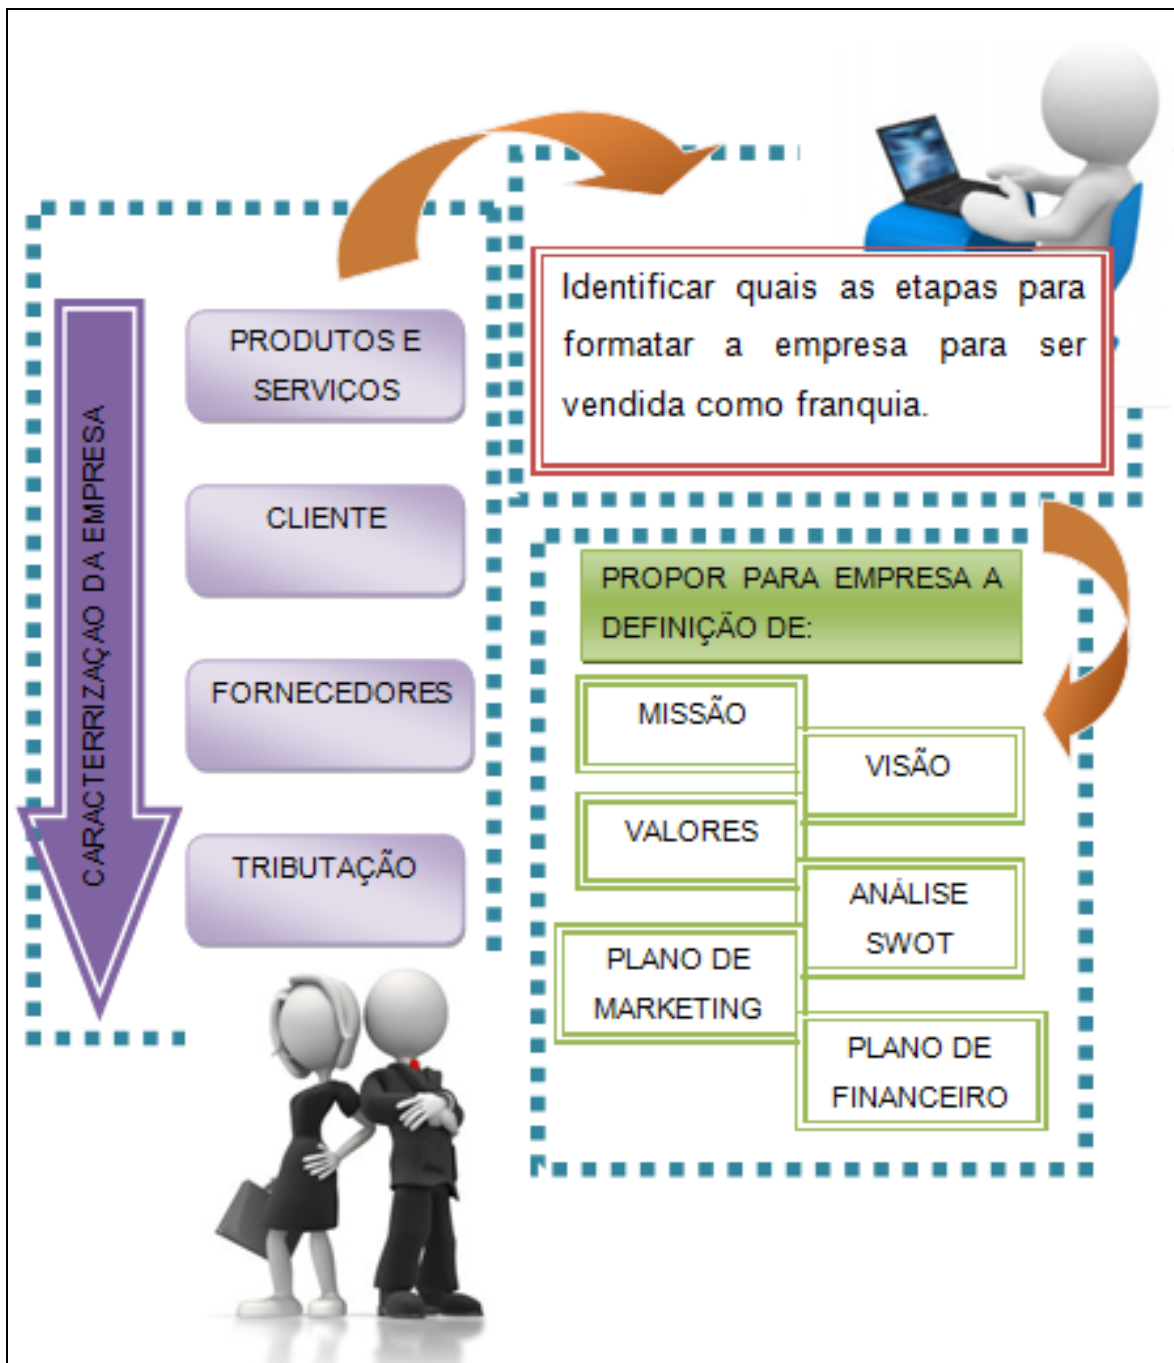 CARACTERRIZAÇÃO DA EMPRESA
PRODUTOS E
SERVIÇOS
CLIENTE
FORNECEDORES
TRIBUTAÇÃO
Identificar quais as etapas para
formatar a empresa para ser
vendida como franquia.
PROPOR PARA EMPRESA A
DEFINIÇÃO DE:
MISSÃO
VISÃO
VALORES
ANÁLISE
SWOT
PLANO DE
MARKETING
PLANO DE
FINANCEIRO